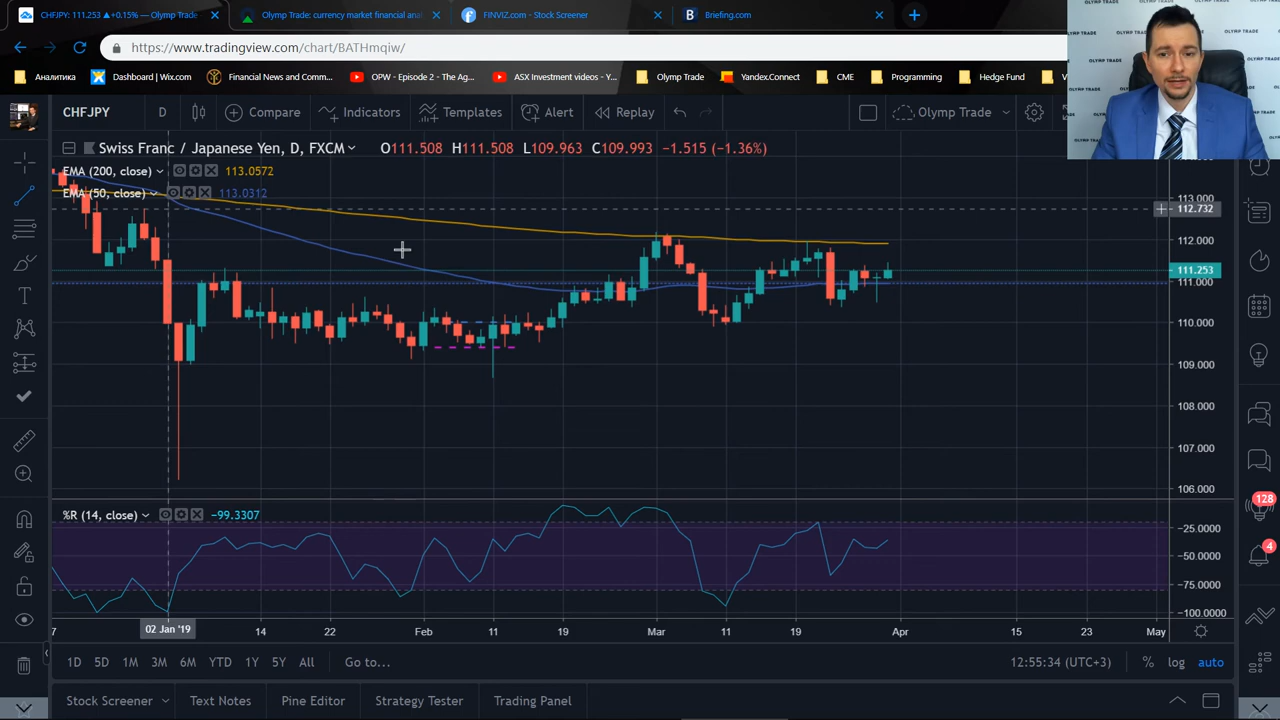 CHFJPY: 111.253 ▲+0.15% — Olymp Trade
Olymp Trade: currency market financial anal
FINVIZ.com - Stock Screener
Briefing.com
https://www.tradingview.com/chart/BATHmqiw/
Аналитика
Dashboard | Wix.com
Financial News and Comm...
OPW - Ep 2 - The F...
ASX Investment videos - Y...
Olymp Trade
Yandex.Connect
CME
Programming
Hedge Fund
OLYMP TRADE
CHFJPY
D
Compare
Indicators
Templates
Alert
Replay
Olymp Trade
Swiss Franc / Japanese Yen, D, FXCM
O111.508 H111.508 L109.963 C109.993 −1.515 (−1.36%)
EMA (200, close) 113.0572
EMA (50, close) 113.0312
113.000
112.732
112.000
111.253
111.000
110.000
109.000
108.000
107.000
106.000
%R (14, close) −99.3307
−25.0000
−50.0000
−75.0000
−100.0000
128
4
7
02 Jan '19
14
22
Feb
11
19
Mar
11
19
Apr
15
23
May
1D 5D 1M 3M 6M YTD 1Y 5Y All Go to...
12:55:34 (UTC+3) % log auto
Stock Screener
Text Notes
Pine Editor
Strategy Tester
Trading Panel